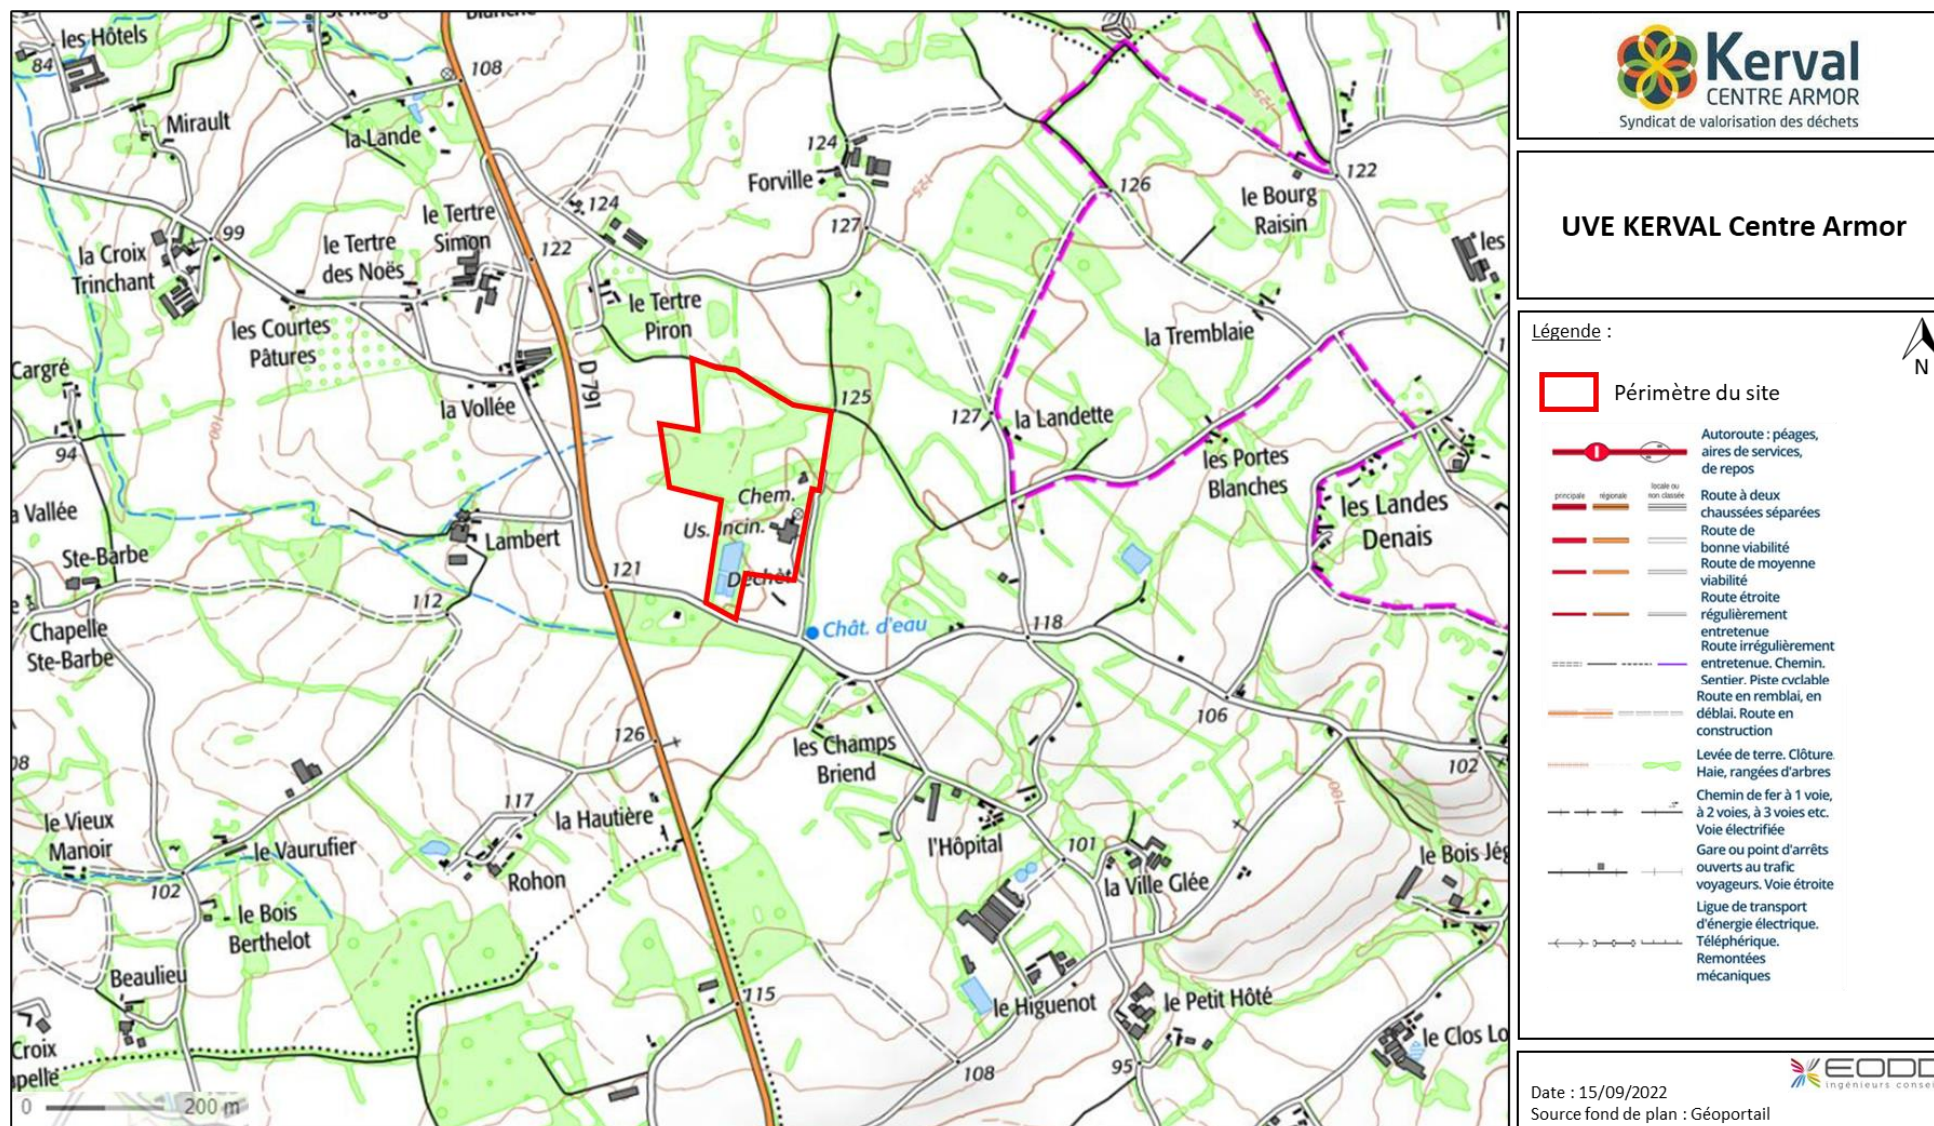 les Hôtels
84
108
Mirault
la Lande
124
Forville
122
126
le Bourg
Raisin
les
124
127
99
la Croix
Trinchant
le Tertre
Simon
le Tertre
des Noës
122
125
125
le Tertre
Piron
les Courtes
Pâtures
la Tremblaie
Cargré
D 791
la Vollée
125
127
la Landette
100
94
les Portes
Blanches
Chem.
Us. Incin.
les Landes
Denais
a Vallée
Lambert
Ste-Barbe
121
Déchèt.
112
Chât. d'eau
118
Chapelle
Ste-Barbe
106
126
les Champs
Briend
102
100
08
117
la Hautière
le Vieux
Manoir
l'Hôpital
101
le Vaurufier
le Bois Jég
102
Rohon
la Ville Glée
le Bois
Berthelot
Beaulieu
115
le Higuenot
le Petit Hôté
Croix
apelle
le Clos Lo
108
95
0 200 m
Kerval
CENTRE ARMOR
Syndicat de valorisation des déchets
UVE KERVAL Centre Armor
Légende :
N
Périmètre du site
Autoroute : péages,
aires de services,
de repos
principale régionale locale ou
non classée
Route à deux
chaussées séparées
Route de
bonne viabilité
Route de moyenne
viabilité
Route étroite
régulièrement
entretenue
Route irrégulièrement
entretenue. Chemin.
Sentier. Piste cyclable
Route en remblai, en
déblai. Route en
construction
Levée de terre. Clôture
Haie, rangées d'arbres
Chemin de fer à 1 voie,
à 2 voies, à 3 voies etc.
Voie électrifiée
Gare ou point d'arrêts
ouverts au trafic
voyageurs. Voie étroite
Ligue de transport
d'énergie électrique.
Téléphérique.
Remontées
mécaniques
EODD
ingénieurs conseil
Date : 15/09/2022
Source fond de plan : Géoportail